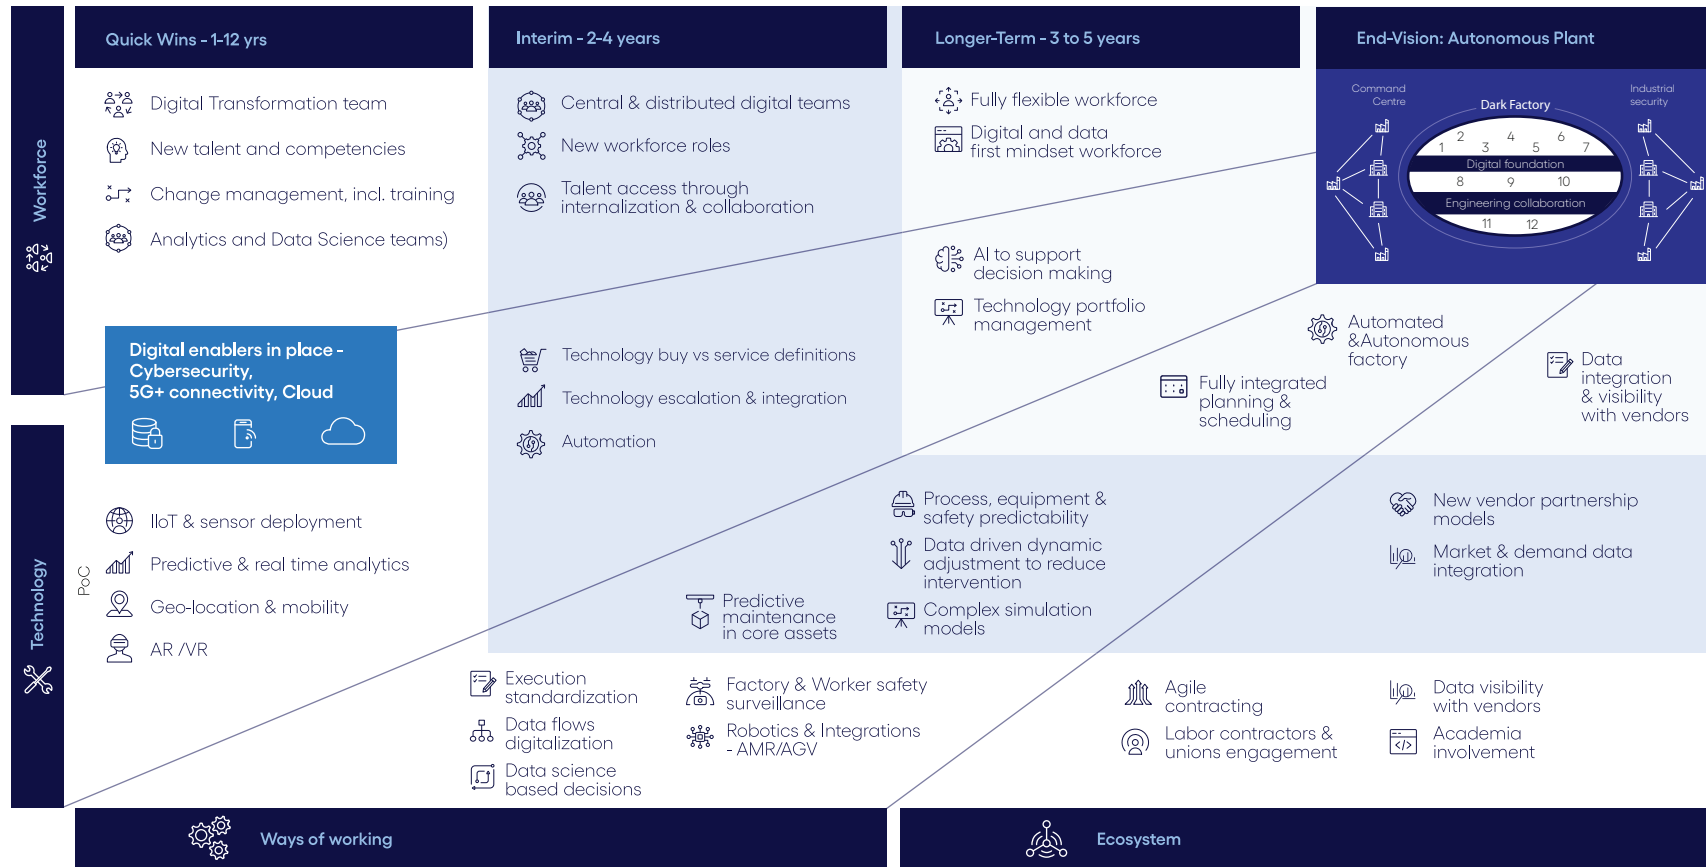 Quick Wins - 1-12 yrs
Interim - 2-4 years
Longer-Term - 3 to 5 years
End-Vision: Autonomous Plant
Workforce
Digital Transformation team
New talent and competencies
Change management, incl. training
Analytics and Data Science teams)
Central & distributed digital teams
New workforce roles
Talent access through
internalization & collaboration
Fully flexible workforce
Digital and data
first mindset workforce
Command
Centre
Dark Factory
Industrial
security
1 2 3 4 5 6 7
Digital foundation
8 9 10
Engineering collaboration
11 12
AI to support
decision making
Technology portfolio
management
Digital enablers in place -
Cybersecurity,
5G+ connectivity, Cloud
Technology buy vs service definitions
Technology escalation & integration
Automation
Fully integrated
planning &
scheduling
Automated
&Autonomous
factory
Data
integration
& visibility
with vendors
Technology
PoC
IIoT & sensor deployment
Predictive & real time analytics
Geo-location & mobility
AR /VR
Predictive
maintenance
in core assets
Process, equipment &
safety predictability
Data driven dynamic
adjustment to reduce
intervention
Complex simulation
models
New vendor partnership
models
Market & demand data
integration
Execution
standardization
Data flows
digitalization
Data science
based decisions
Factory & Worker safety
surveillance
Robotics & Integrations
- AMR/AGV
Agile
contracting
Labor contractors &
unions engagement
Data visibility
with vendors
Academia
involvement
Ways of working
Ecosystem